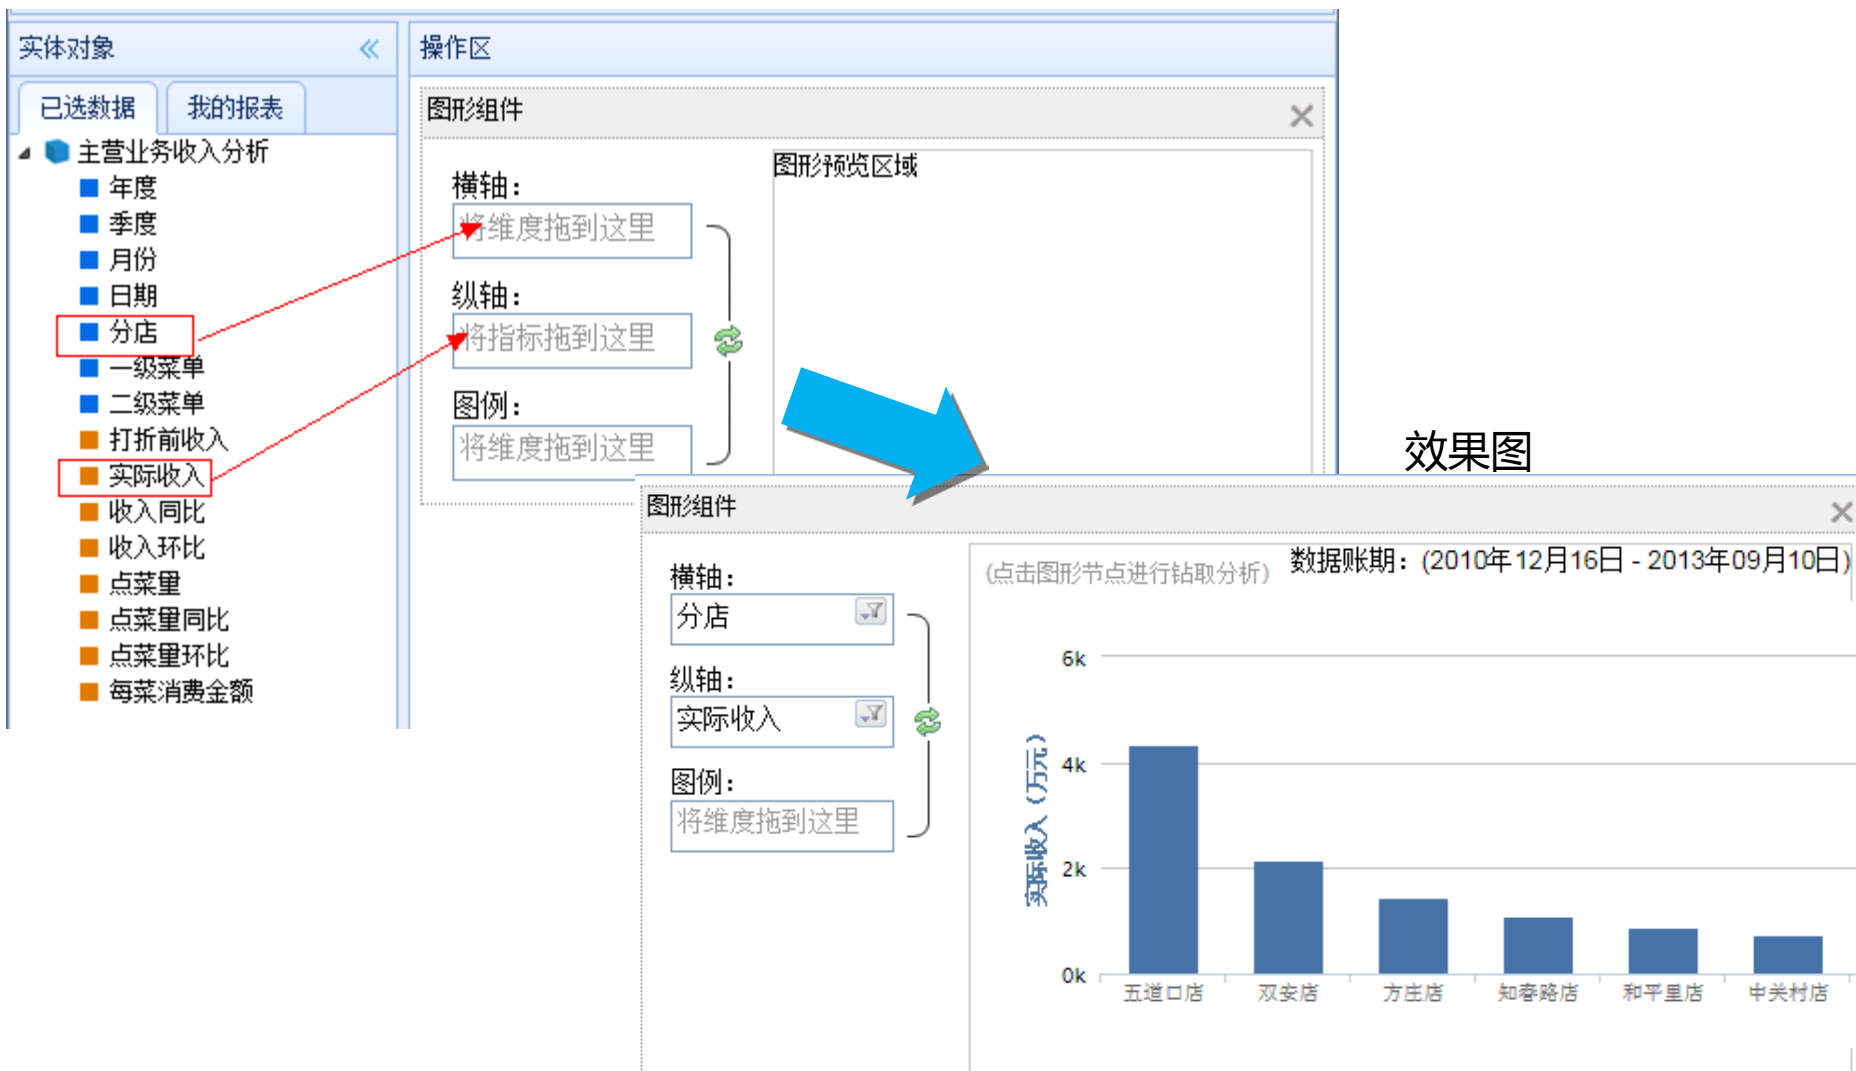 实体对象
已选数据
我的报表
主营业务收入分析
年度
季度
月份
日期
分店
一级菜单
二级菜单
打折前收入
实际收入
收入同比
收入环比
点菜量
点菜量同比
点菜量环比
每菜消费金额
操作区
图形组件
横轴：
将维度拖到这里
纵轴：
将指标拖到这里
图例：
将维度拖到这里
图形预览区域
效果图
图形组件
横轴：
分店
纵轴：
实际收入
图例：
将维度拖到这里
(点击图形节点进行钻取分析)
数据账期：(2010年12月16日 - 2013年09月10日)
实际收入（万元）
6k
4k
2k
0k
五道口店
双安店
方庄店
知春路店
和平里店
中关村店